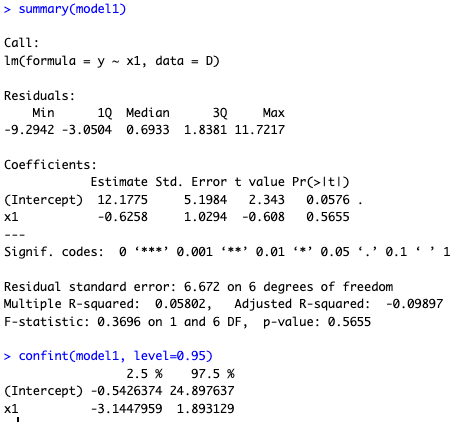 > summary(model1)
Call:
lm(formula = y ~ x1, data = D)
Residuals:
    Min      1Q  Median      3Q     Max
-9.2942 -3.0504  0.6933  1.8381 11.7217
Coefficients:
            Estimate Std. Error t value Pr(>|t|)
(Intercept)  12.1775     5.1984   2.343   0.0576 .
x1           -0.6258     1.0294  -0.608   0.5655
---
Signif. codes:  0 ‘***’ 0.001 ‘**’ 0.01 ‘*’ 0.05 ‘.’ 0.1 ‘ ’ 1
Residual standard error: 6.672 on 6 degrees of freedom
Multiple R-squared:  0.05802,   Adjusted R-squared:  -0.09897
F-statistic: 0.3696 on 1 and 6 DF,  p-value: 0.5655
> confint(model1, level=0.95)
                 2.5 %    97.5 %
(Intercept) -0.5426374 24.897637
x1          -3.1447959  1.893129